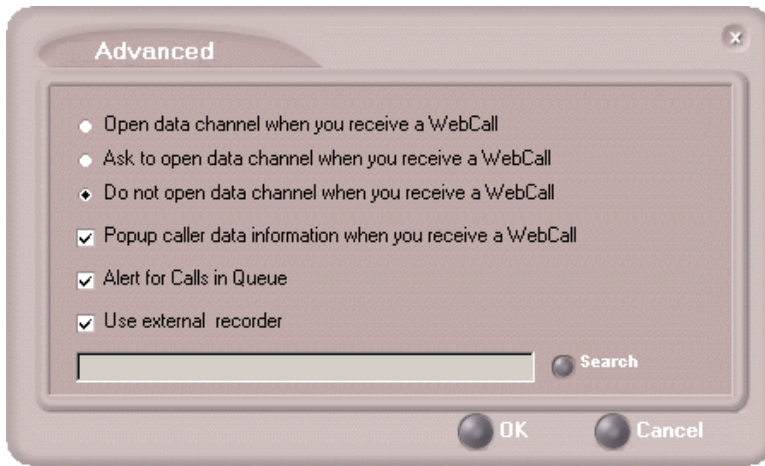 Advanced
x
Open data channel when you receive a WebCall
Ask to open data channel when you receive a WebCall
Do not open data channel when you receive a WebCall
Popup caller data information when you receive a WebCall
Alert for Calls in Queue
Use external recorder
Search
OK
Cancel